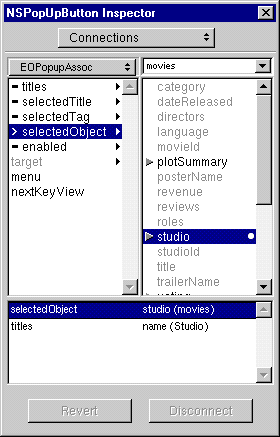 NSPopUpButton Inspector
Connections
EOPopupAssoc
movies
titles
selectedTitle
selectedTag
selectedObject
enabled
target
menu
nextKeyView
category
dateReleased
directors
language
movieId
plotSummary
posterName
revenue
reviews
roles
studio
studioId
title
trailerName
voting
selectedObject studio (movies)
titles name (Studio)
Revert
Disconnect